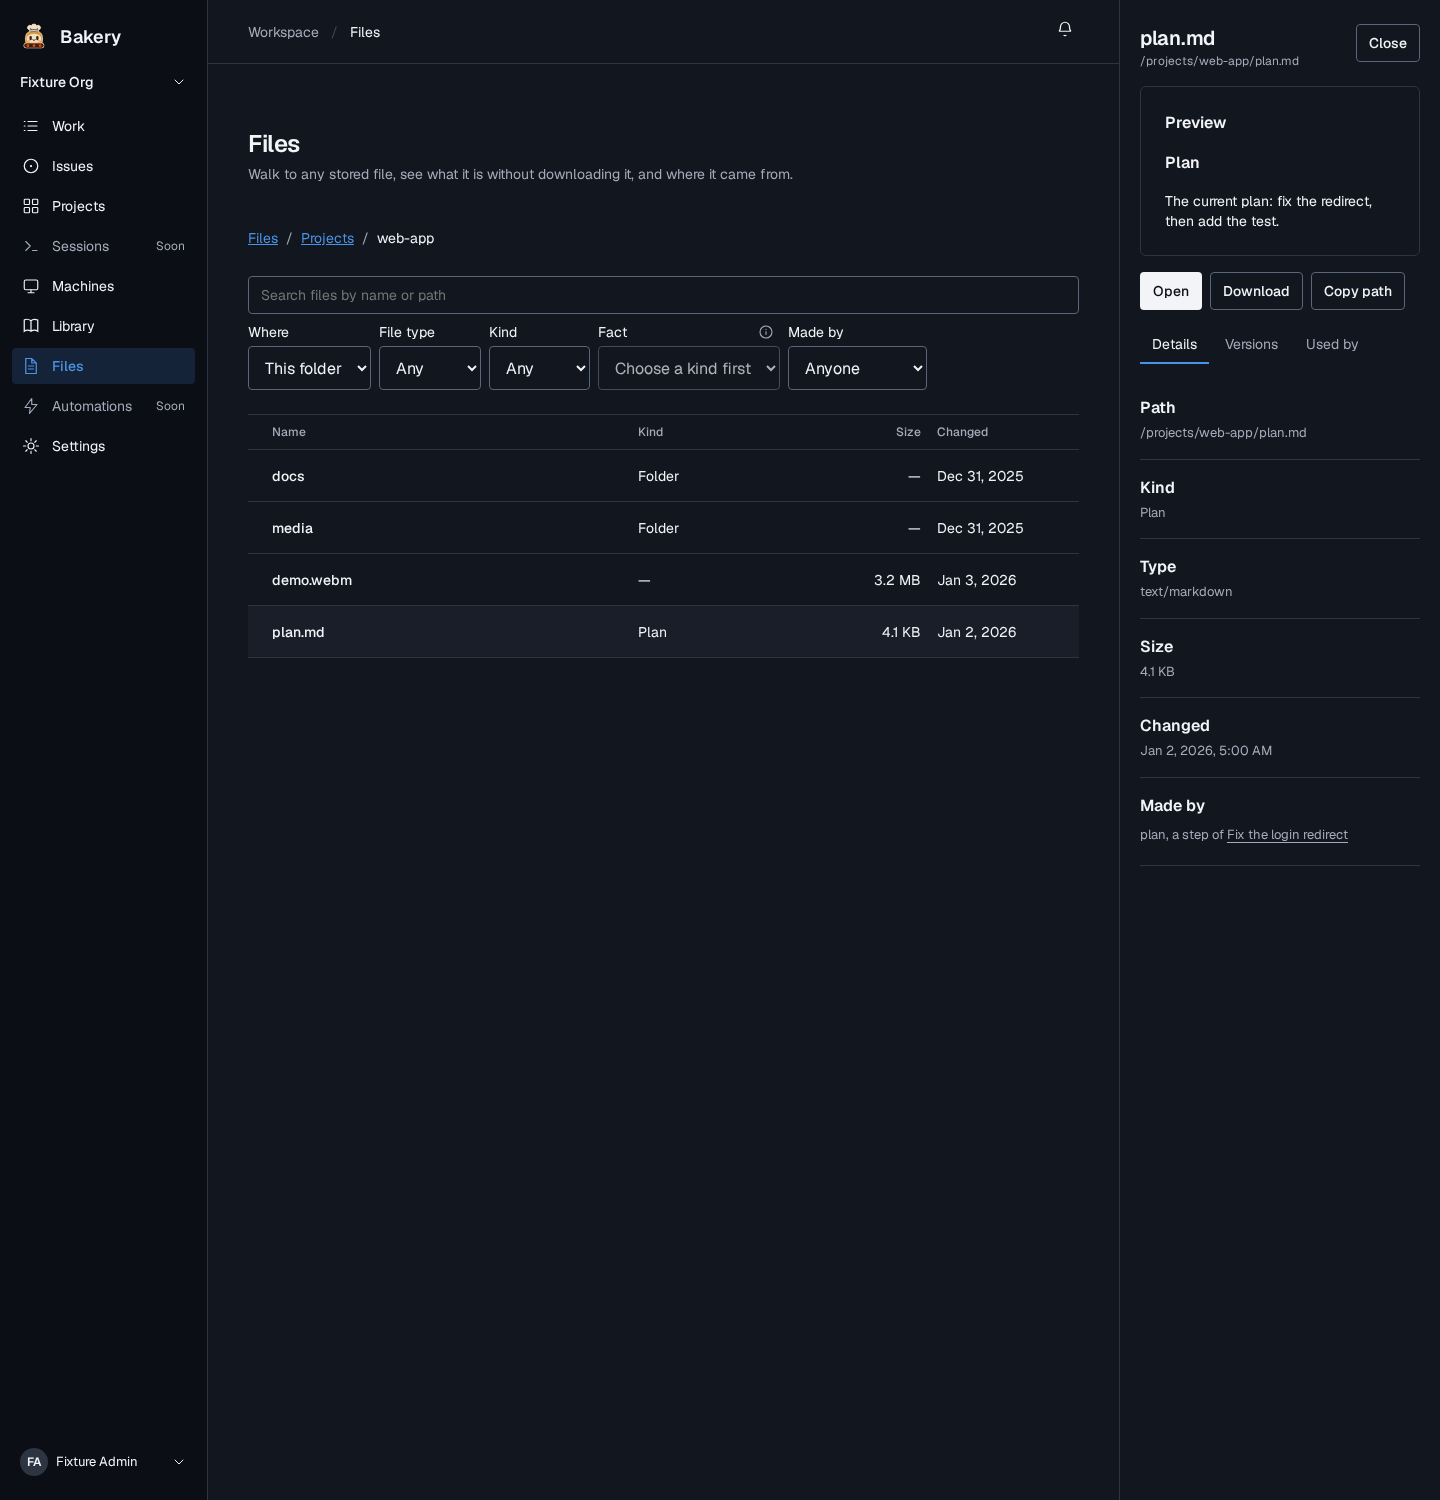 Bakery
Fixture Org
Work
Issues
Projects
Sessions Soon
Machines
Library
Files
Automations Soon
Settings
FA Fixture Admin
Workspace / Files
Files
Walk to any stored file, see what it is without downloading it, and where it came from.
Files / Projects / web-app
Search files by name or path
Where File type Kind Fact Made by
This folder Any Any Choose a kind first Anyone
Name Kind Size Changed
docs Folder — Dec 31, 2025
media Folder — Dec 31, 2025
demo.webm — 3.2 MB Jan 3, 2026
plan.md Plan 4.1 KB Jan 2, 2026
plan.md
/projects/web-app/plan.md
Close
Preview
Plan
The current plan: fix the redirect,
then add the test.
Open Download Copy path
Details Versions Used by
Path
/projects/web-app/plan.md
Kind
Plan
Type
text/markdown
Size
4.1 KB
Changed
Jan 2, 2026, 5:00 AM
Made by
plan, a step of Fix the login redirect